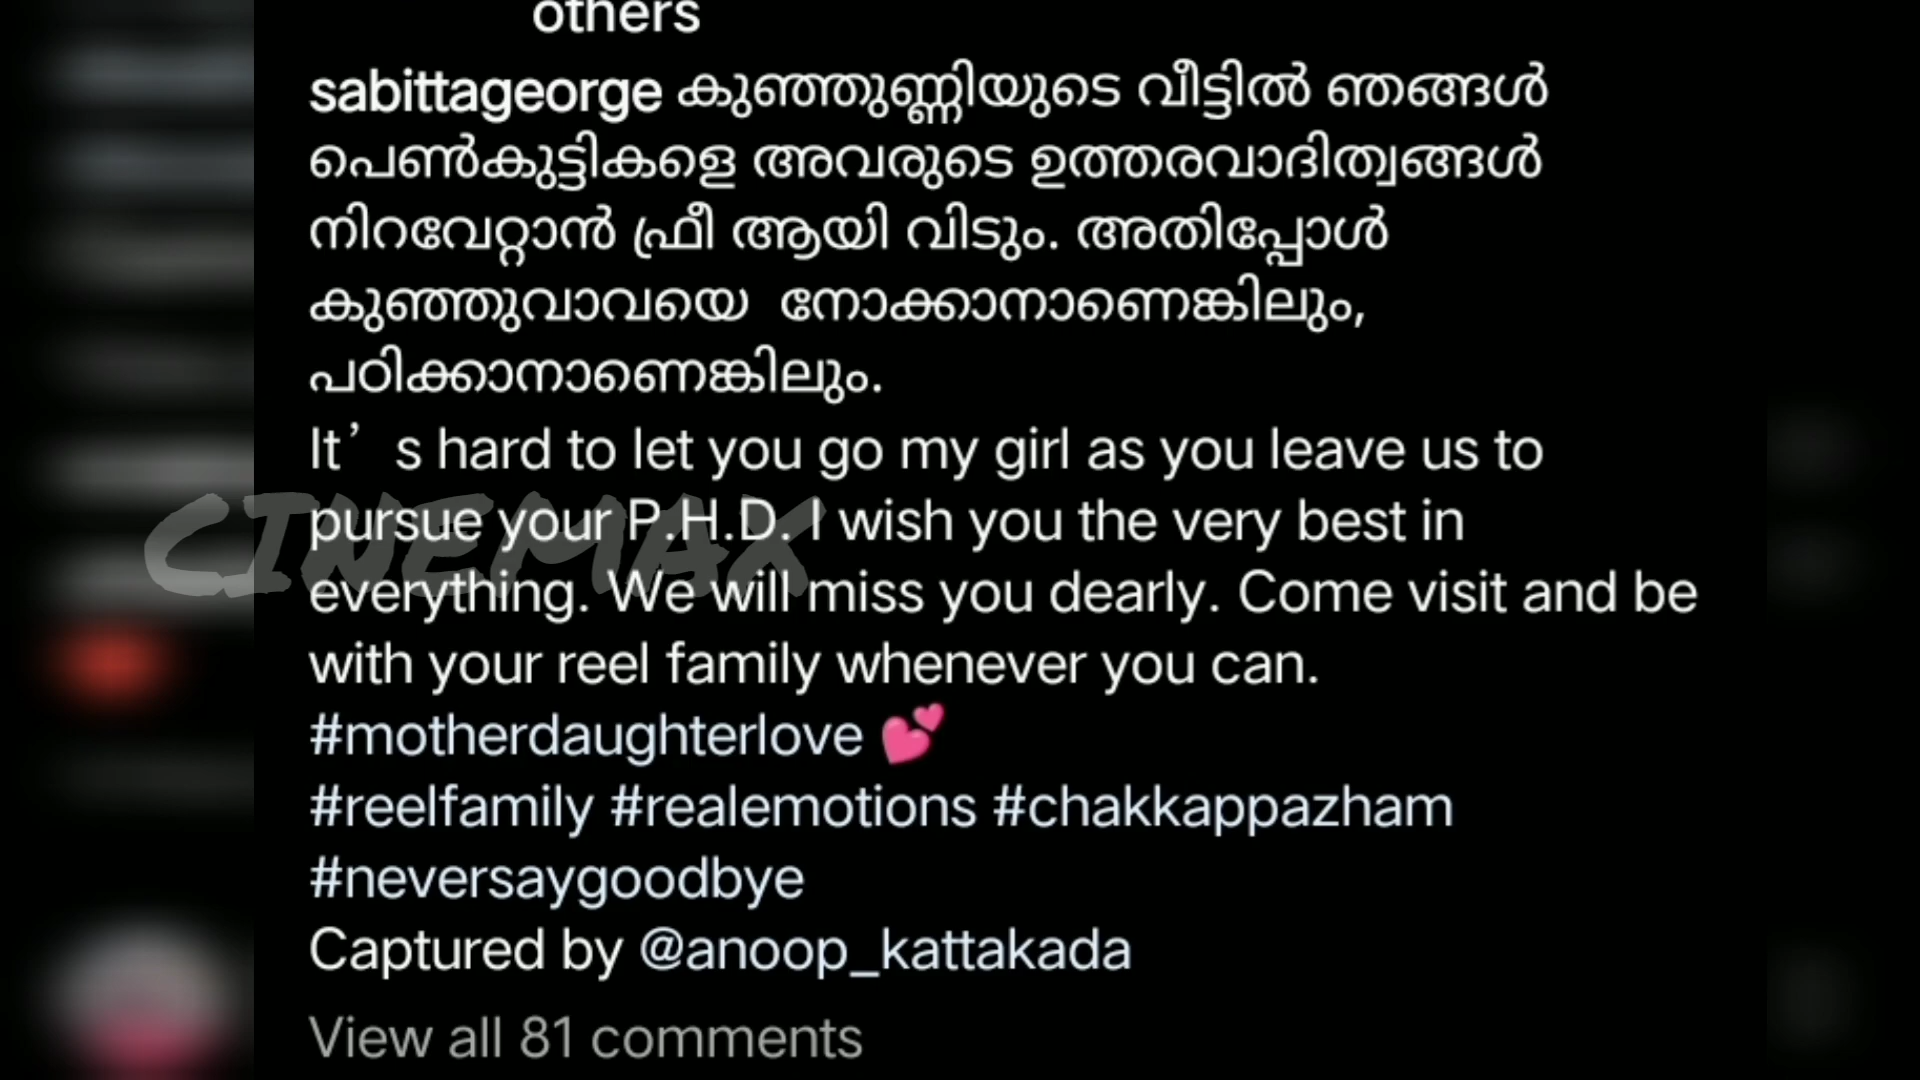 others
sabittageorge കുഞ്ഞുണ്ണിയുടെ വീട്ടിൽ ഞങ്ങൾ
പെൺകുട്ടികളെ അവരുടെ ഉത്തരവാദിത്വങ്ങൾ
നിറവേറ്റാൻ ഫ്രീ ആയി വിടും. അതിപ്പോൾ
കുഞ്ഞുവാവയെ നോക്കാനാണെങ്കിലും,
പഠിക്കാനാണെങ്കിലും.
It’s hard to let you go my girl as you leave us to
pursue your P.H.D. I wish you the very best in
everything. We will miss you dearly. Come visit and be
with your reel family whenever you can.
#motherdaughterlove 💕
#reelfamily #realemotions #chakkappazham
#neversaygoodbye
Captured by @anoop_kattakada
View all 81 comments
CINEMAX